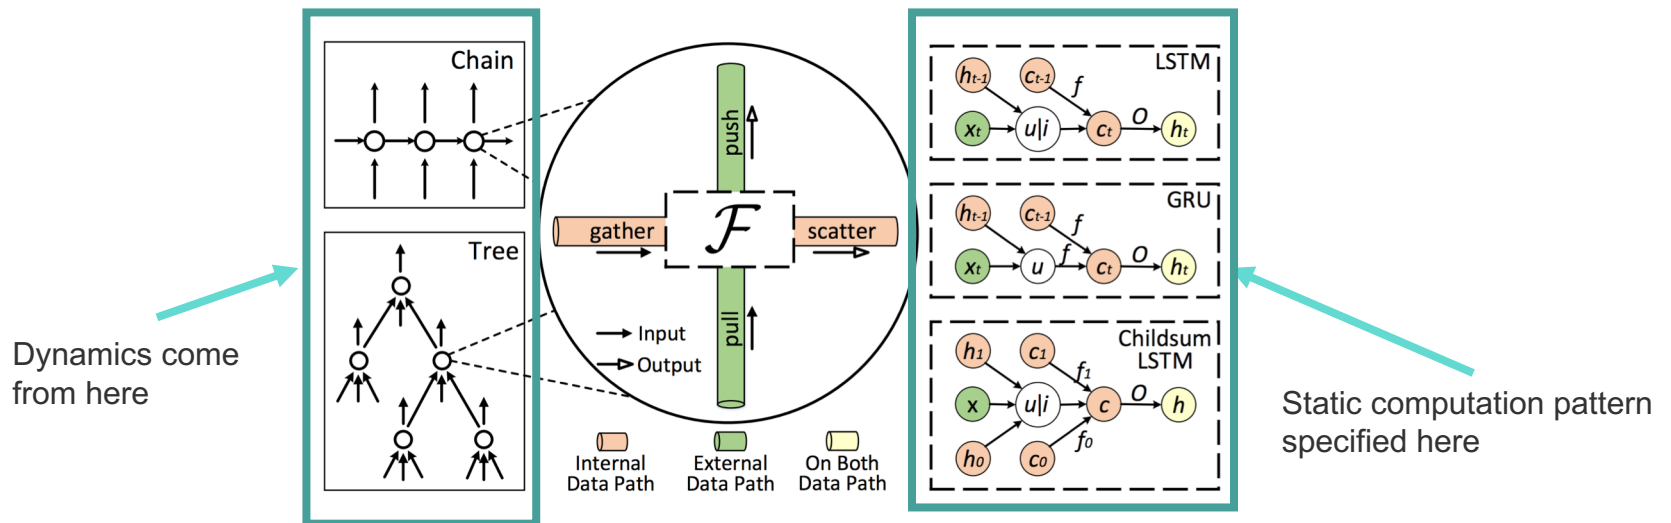 Dynamics come
from here
Chain
Tree
push
gather
F
scatter
pull
Input
Output
Internal
Data Path
External
Data Path
On Both
Data Path
LSTM
ht-1
ct-1
f
xt
u|i
ct
O
ht
GRU
ht-1
ct-1
f
xt
u
f
ct
O
ht
Childsum
LSTM
h1
c1
f1
x
u|i
c
O
h
f0
h0
c0
Static computation pattern
specified here